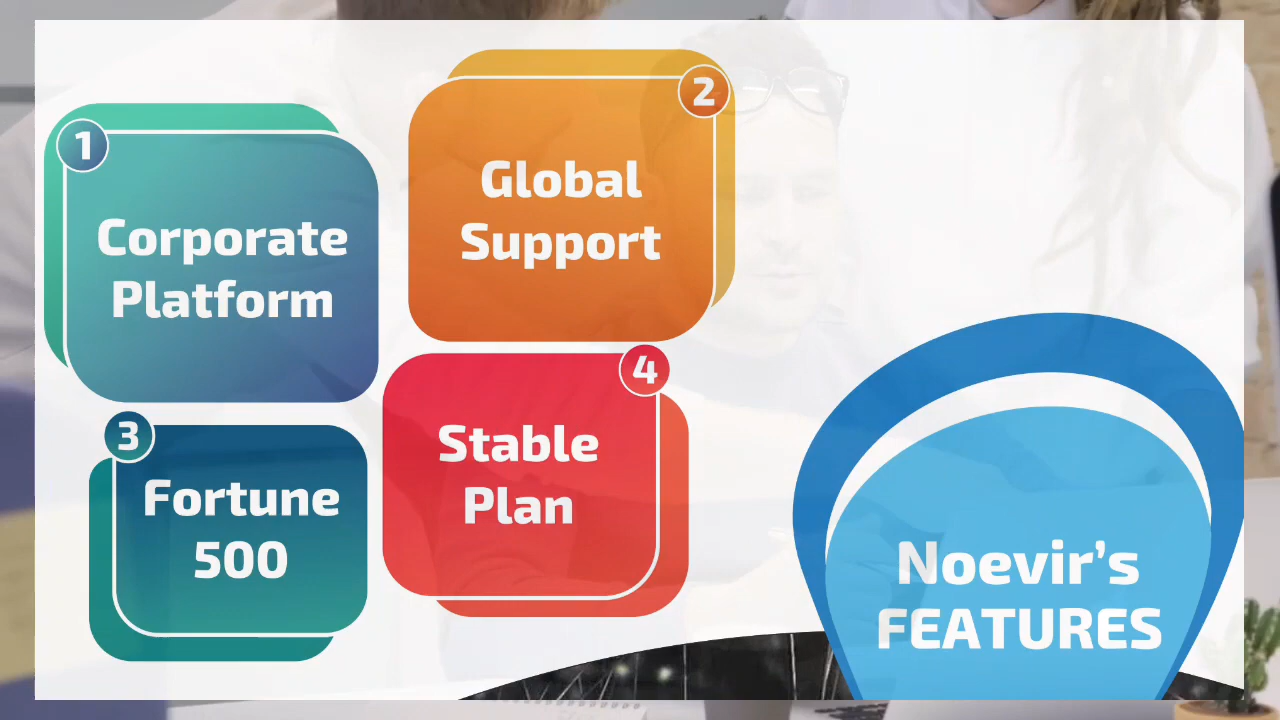 1
Corporate
Platform
2
Global
Support
3
Fortune
500
4
Stable
Plan
Noevir’s
FEATURES